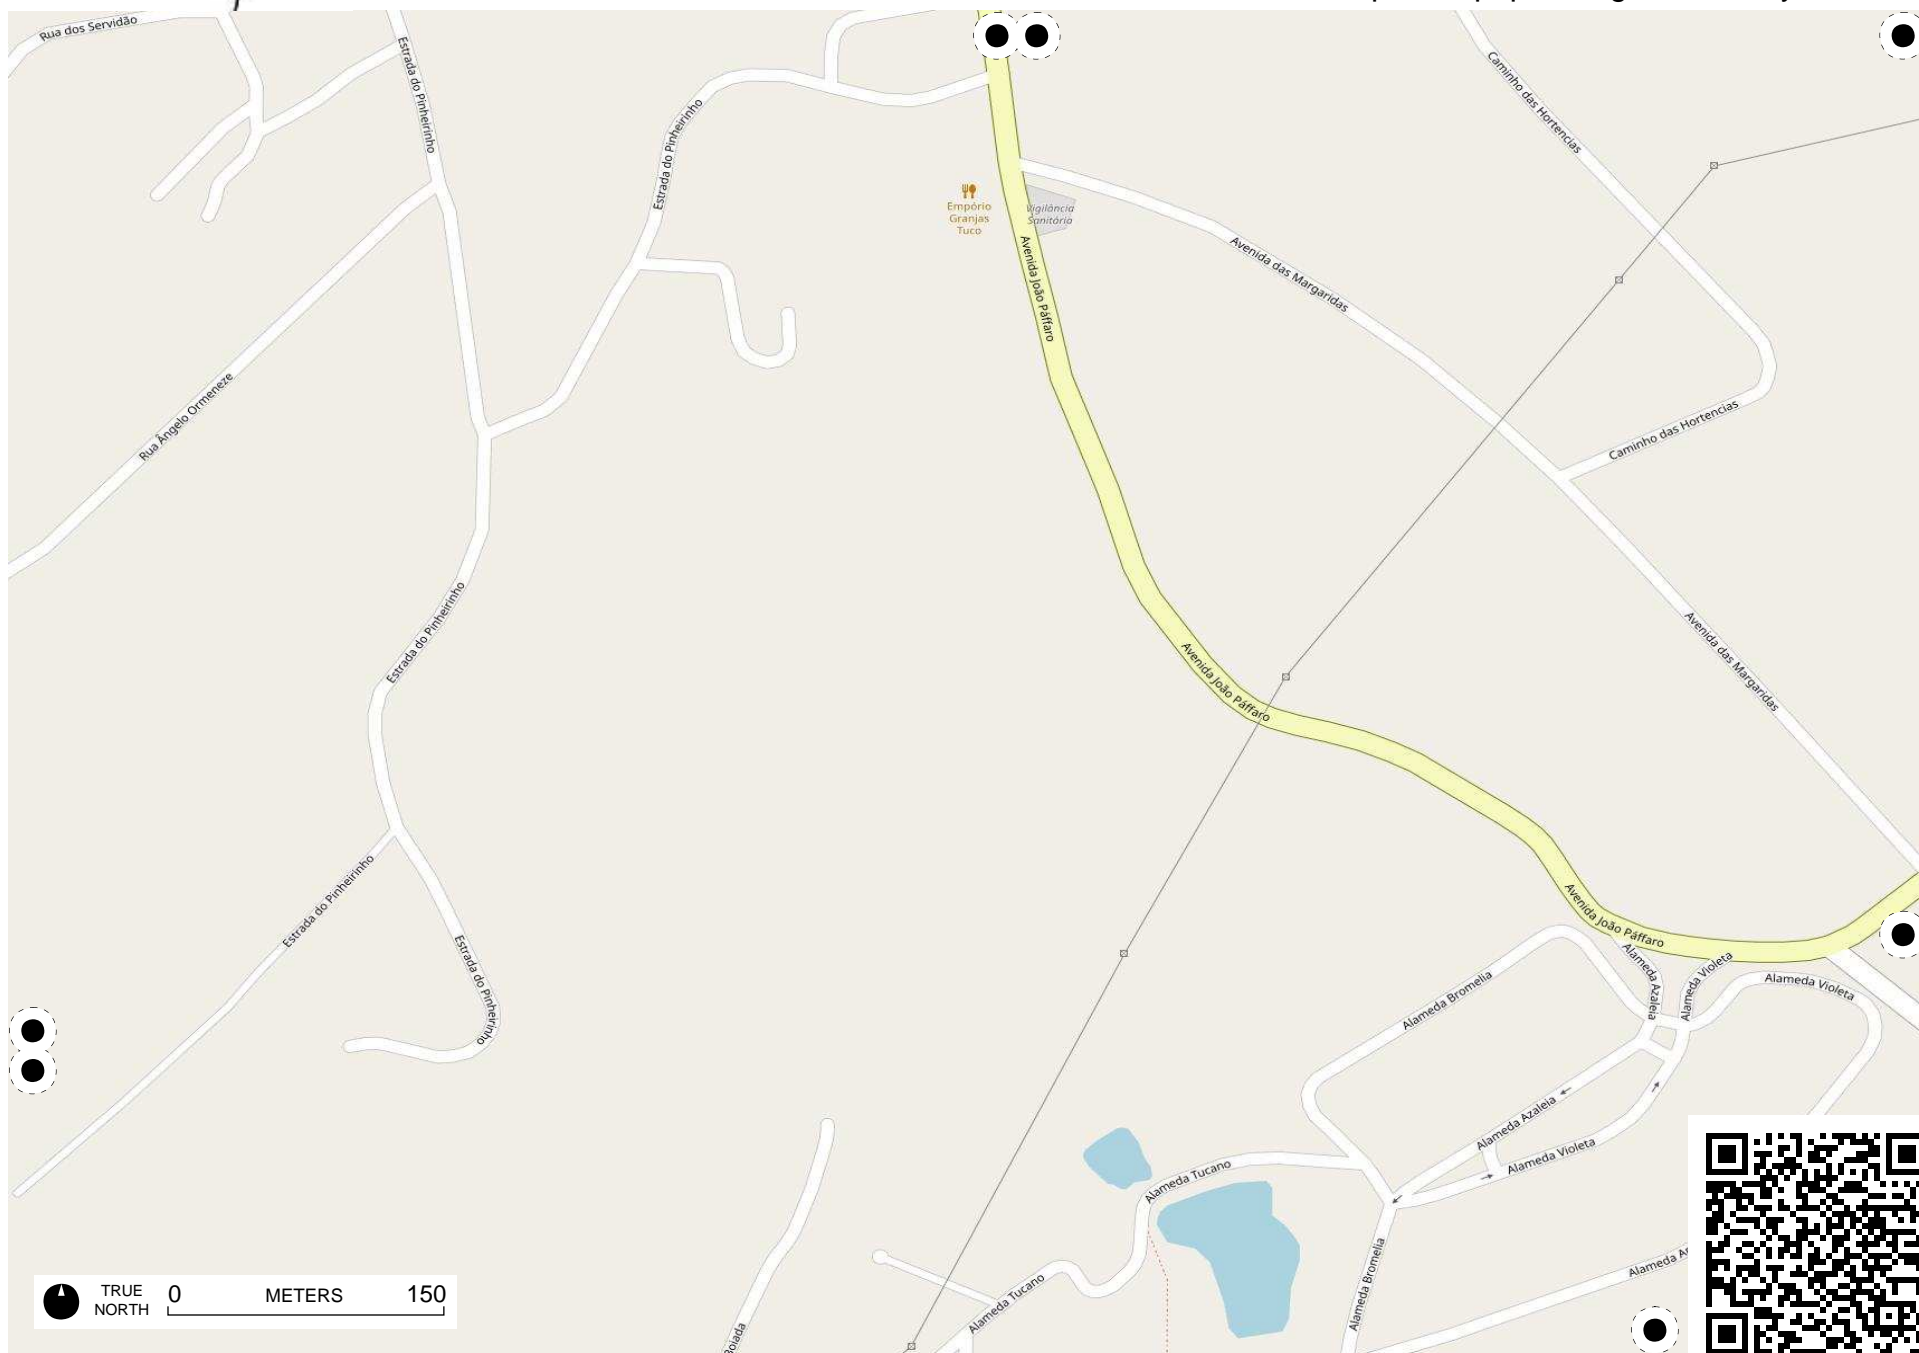 Rua dos Servidão
Estrada do Pinheirinho
Estrada do Pinheirinho
Caminho das Hortencias
Empório
Granjas
Tuco
Vigilância
Sanitária
Avenida João Páffaro
Avenida das Margaridas
Rua Ângelo Ormeneze
Caminho das Hortencias
Estrada do Pinheirinho
Avenida João Páffaro
Avenida das Margaridas
Estrada do Pinheirinho
Estrada do Pinheirinho
Avenida João Páffaro
Alameda Azaleia
Alameda Violeta
Alameda Violeta
Alameda Bromelia
Alameda Azaleia
Alameda Violeta
Alameda Tucano
Alameda Bromelia
Alameda
Alameda Tucano
TRUE
NORTH
0 METERS 150